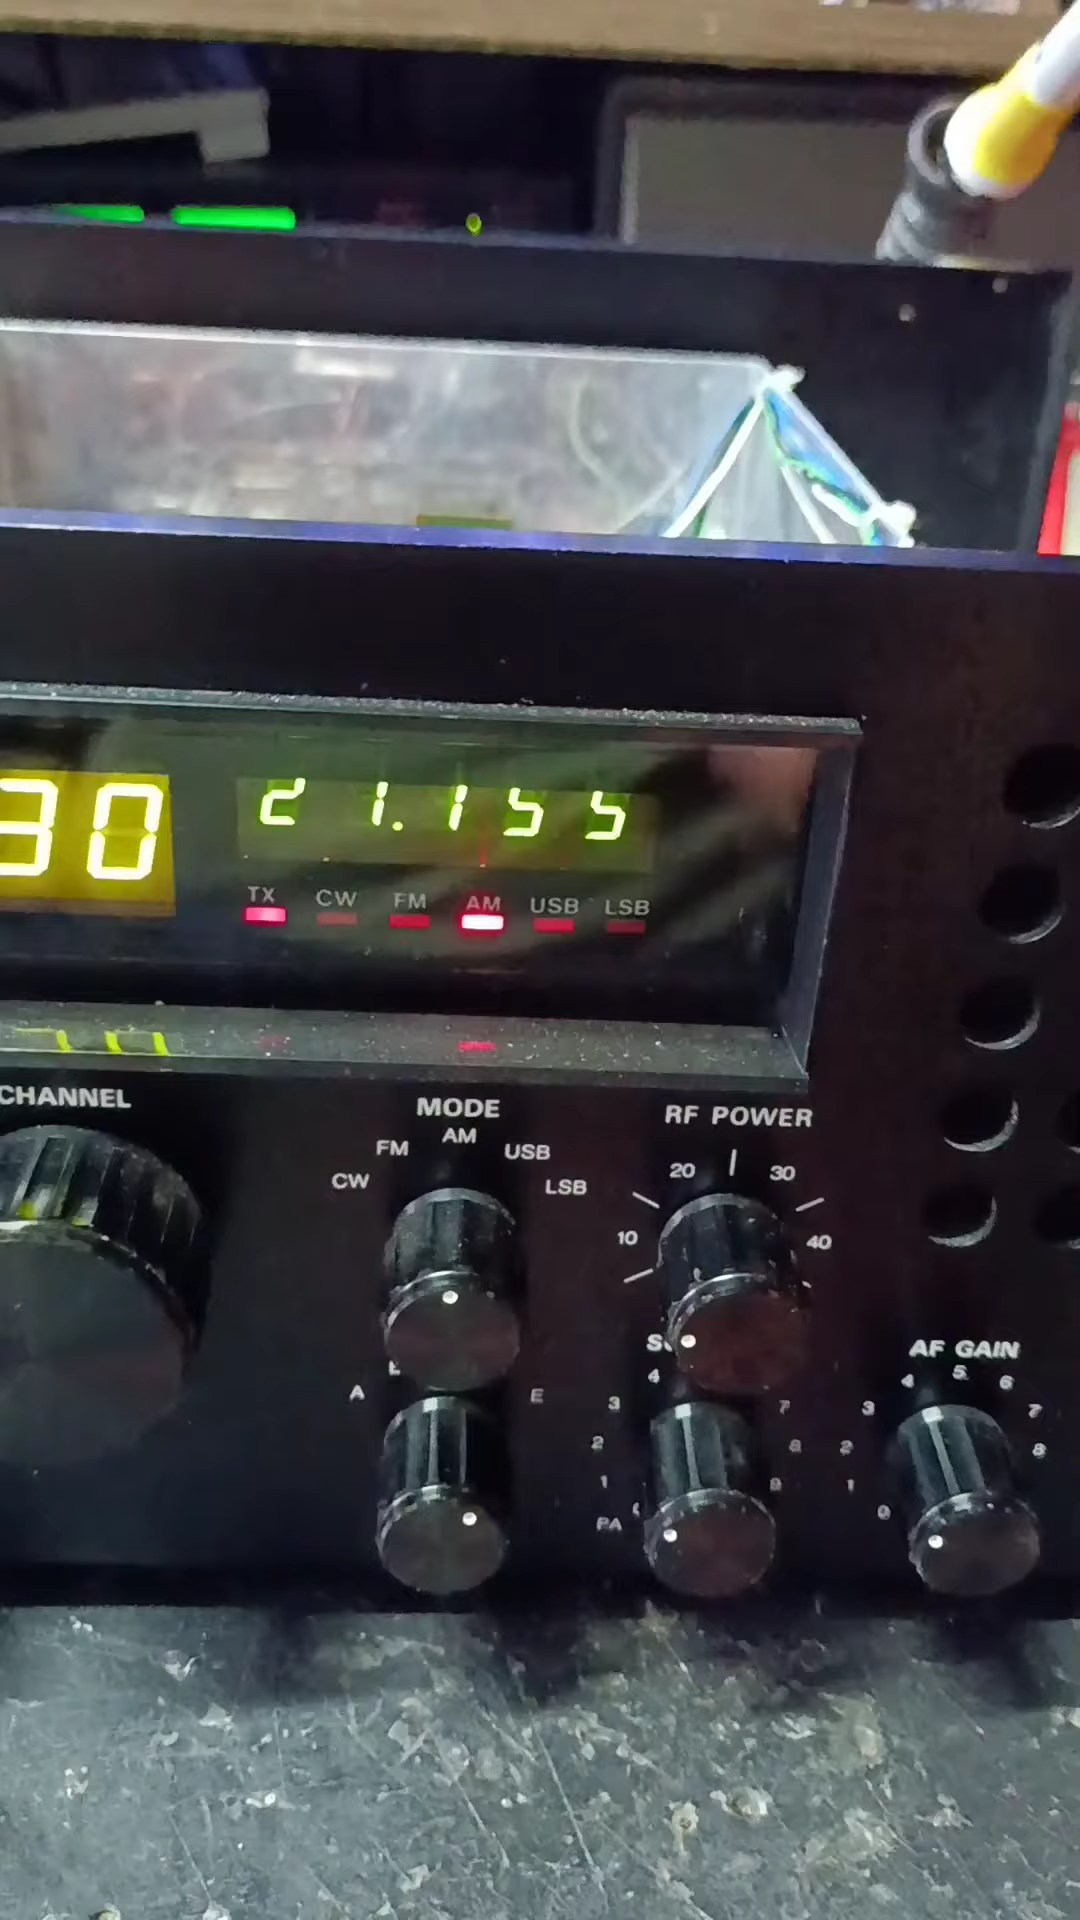 30 21.155
TX CW FM AM USB LSB
CHANNEL MODE RF POWER
CW FM AM USB LSB
10 20 30 40
A E
PA 1 2 3 4 7 8 9
AF GAIN
0 1 2 3 4 5 6 7 8